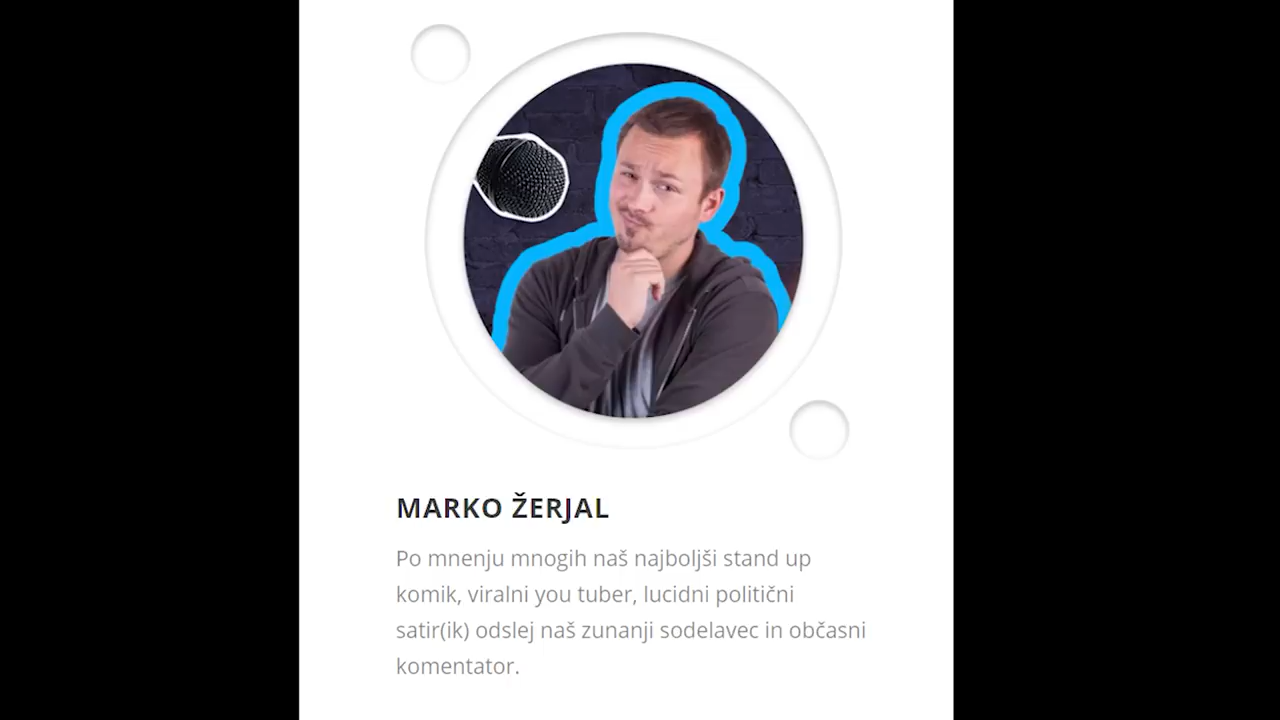 MARKO ŽERJAL
Po mnenju mnogih naš najboljši stand up
komik, viralni you tuber, lucidni politični
satir(ik) odslej naš zunanji sodelavec in občasni
komentator.